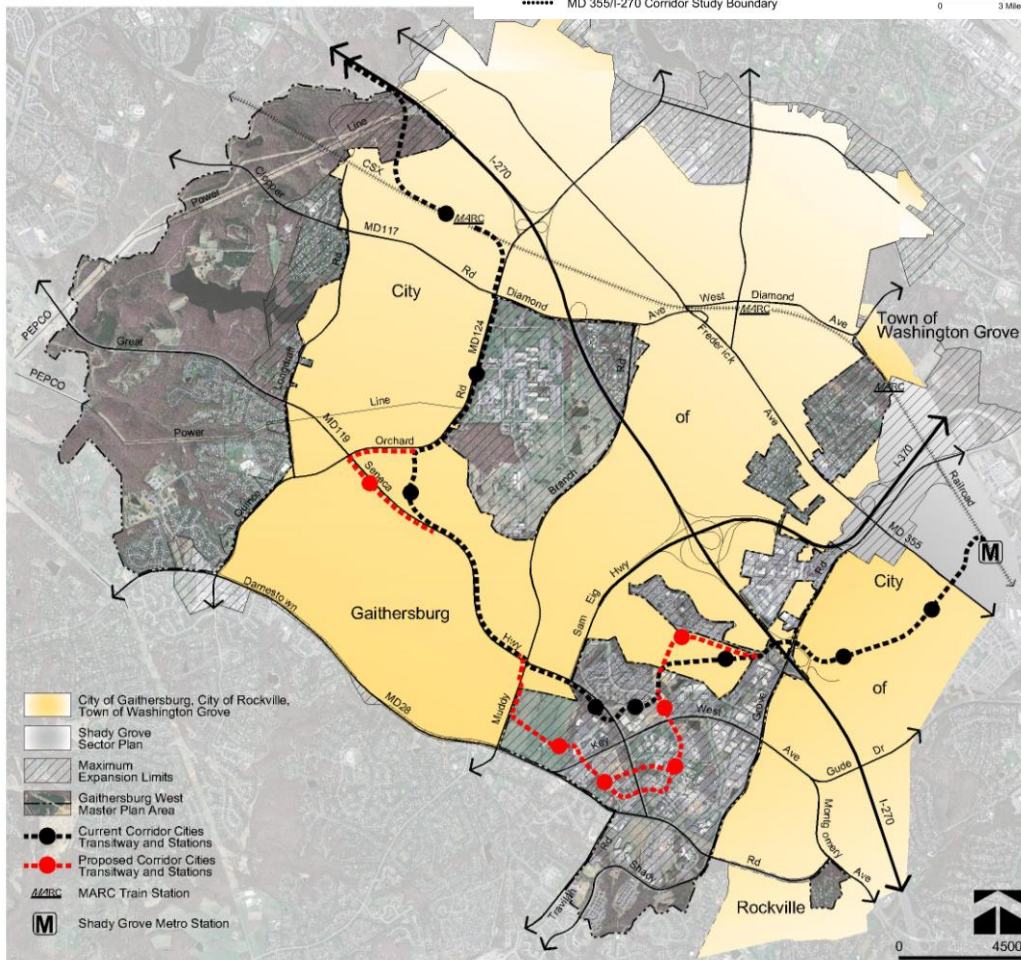 MD 355/I-270 Corridor Study Boundary
0 3 Mile
Line
Power
Clopper
CSX
I-270
MARC
MD117
Rd
Rd
City
Diamond
Ave
West
Diamond
MARC
Ave
Town of
Washington Grove
PEPCO
Great
PEPCO
Longdraft
MD124
Rd
Frederick
Rd
of
MARC
Line
Power
MD119
Orchard
Seneca
Ave
I-370
Railroad
Branch
Quince
MD 355
M
Hwy
Eig
Sam
Rd
City
Darnestown
Gaithersburg
Hwy
MD28
Muddy
of
Key
West
Grove
Ave
Gude
Dr
I-270
Montgomery
Ave
Rd
Rd
Shady
Travilah
Rockville
City of Gaithersburg, City of Rockville,
Town of Washington Grove
Shady Grove
Sector Plan
Maximum
Expansion Limits
Gaithersburg West
Master Plan Area
Current Corridor Cities
Transitway and Stations
Proposed Corridor Cities
Transitway and Stations
MARC MARC Train Station
M Shady Grove Metro Station
0 4500